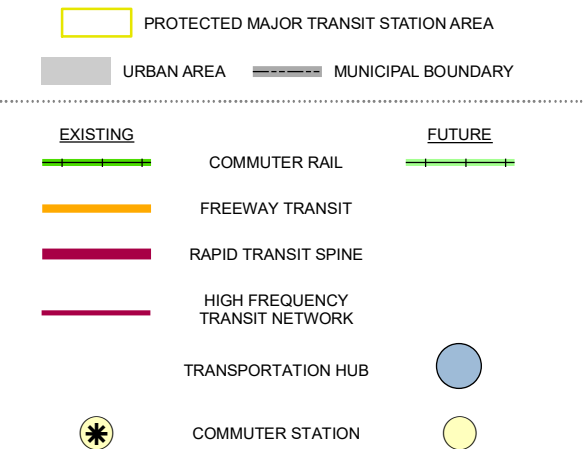 PROTECTED MAJOR TRANSIT STATION AREA
URBAN AREA
MUNICIPAL BOUNDARY
EXISTING
FUTURE
COMMUTER RAIL
FREEWAY TRANSIT
RAPID TRANSIT SPINE
HIGH FREQUENCY
TRANSIT NETWORK
TRANSPORTATION HUB
COMMUTER STATION